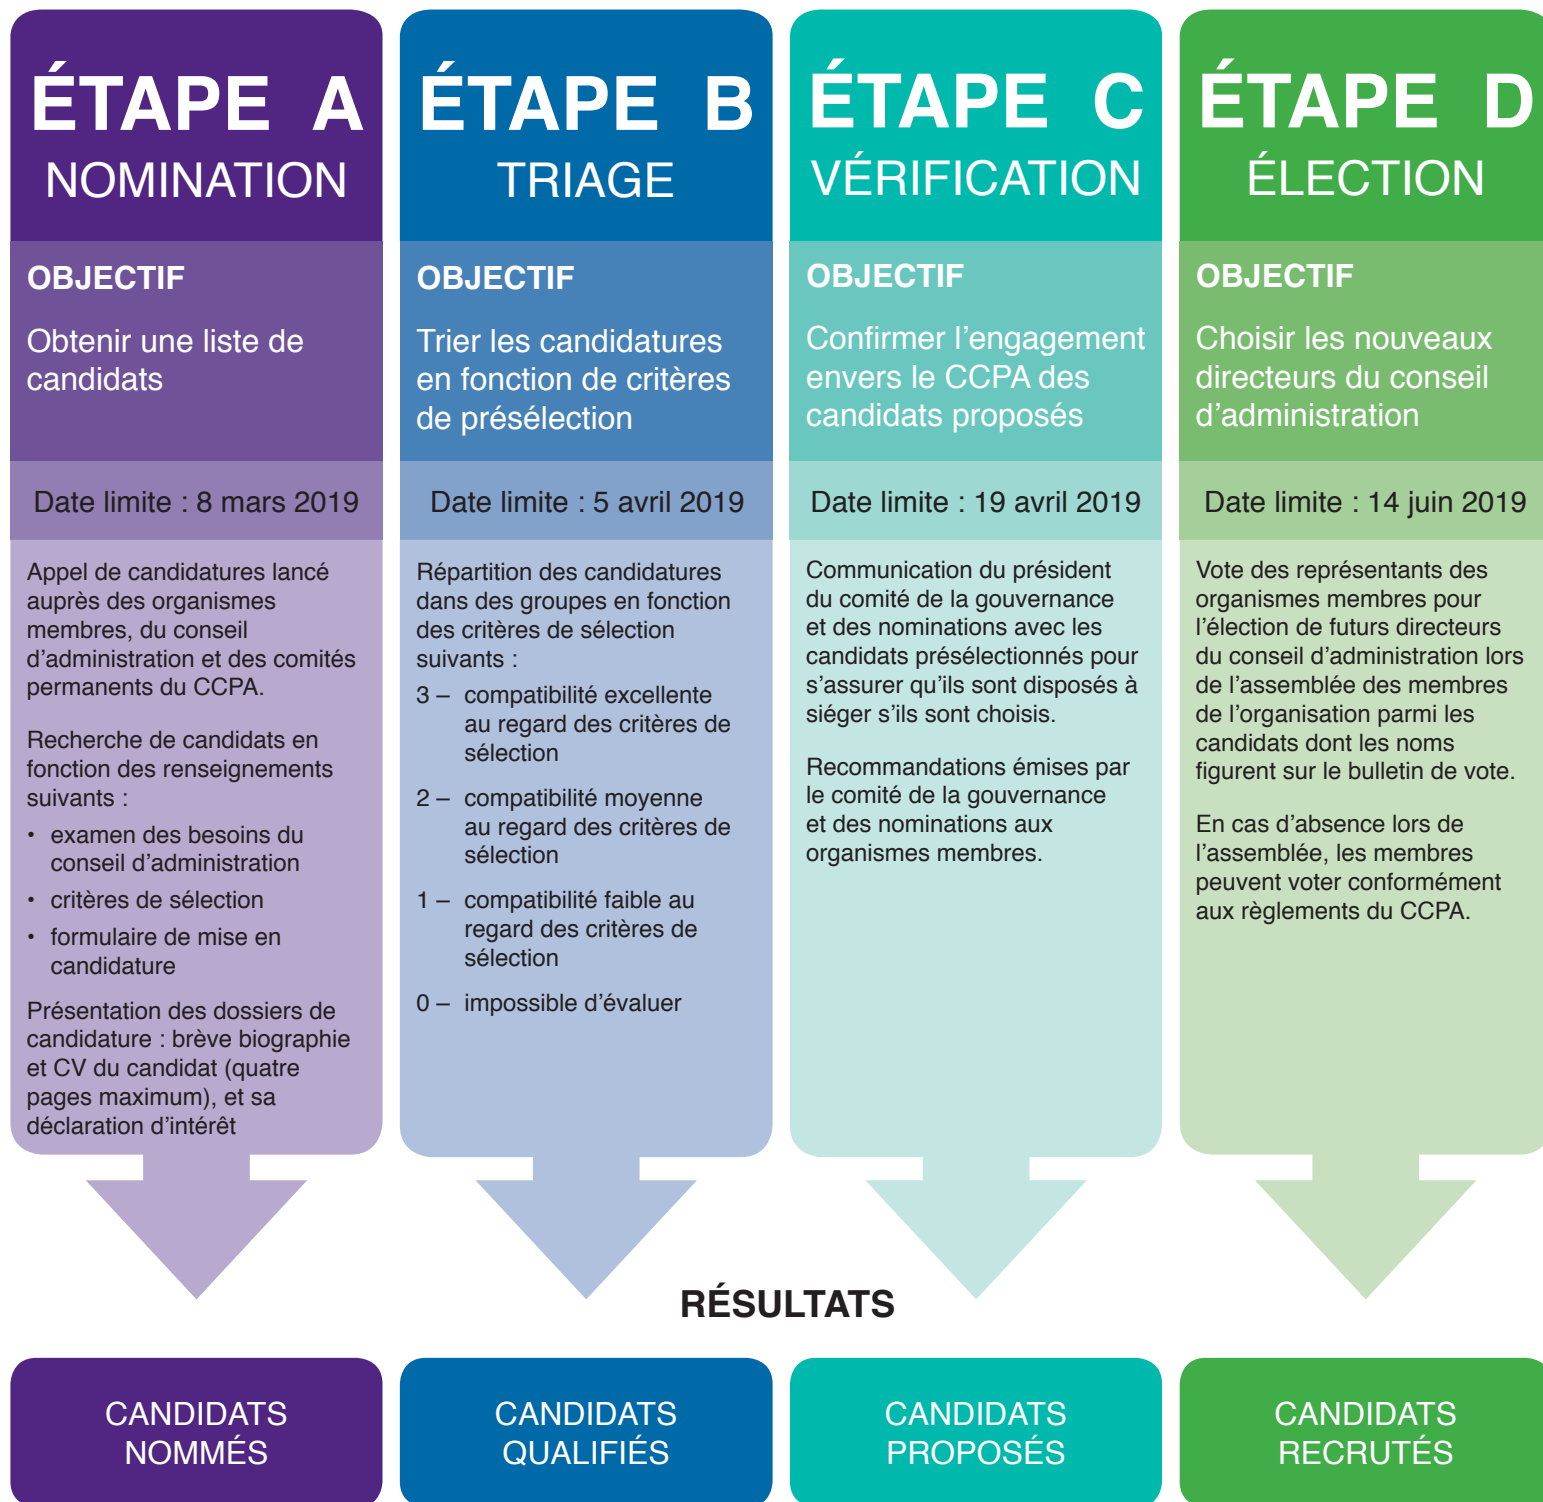 ÉTAPE A
NOMINATION
OBJECTIF
Obtenir une liste de
candidats
Date limite : 8 mars 2019
Appel de candidatures lancé
auprès des organismes
membres, du conseil
d’administration et des comités
permanents du CCPA.
Recherche de candidats en
fonction des renseignements
suivants :
• examen des besoins du
conseil d’administration
• critères de sélection
• formulaire de mise en
candidature
Présentation des dossiers de
candidature : brève biographie
et CV du candidat (quatre
pages maximum), et sa
déclaration d’intérêt
ÉTAPE B
TRIAGE
OBJECTIF
Trier les candidatures
en fonction de critères
de présélection
Date limite : 5 avril 2019
Répartition des candidatures
dans des groupes en fonction
des critères de sélection
suivants :
3 – compatibilité excellente
au regard des critères de
sélection
2 – compatibilité moyenne
au regard des critères de
sélection
1 – compatibilité faible au
regard des critères de
sélection
0 – impossible d’évaluer
ÉTAPE C
VÉRIFICATION
OBJECTIF
Confirmer l’engagement
envers le CCPA des
candidats proposés
Date limite : 19 avril 2019
Communication du président
du comité de la gouvernance
et des nominations avec les
candidats présélectionnés pour
s’assurer qu’ils sont disposés à
siéger s’ils sont choisis.
Recommandations émises par
le comité de la gouvernance
et des nominations aux
organismes membres.
ÉTAPE D
ÉLECTION
OBJECTIF
Choisir les nouveaux
directeurs du conseil
d’administration
Date limite : 14 juin 2019
Vote des représentants des
organismes membres pour
l’élection de futurs directeurs
du conseil d’administration lors
de l’assemblée des membres
de l’organisation parmi les
candidats dont les noms
figurent sur le bulletin de vote.
En cas d’absence lors de
l’assemblée, les membres
peuvent voter conformément
aux règlements du CCPA.
RÉSULTATS
CANDIDATS
NOMMÉS
CANDIDATS
QUALIFIÉS
CANDIDATS
PROPOSÉS
CANDIDATS
RECRUTÉS